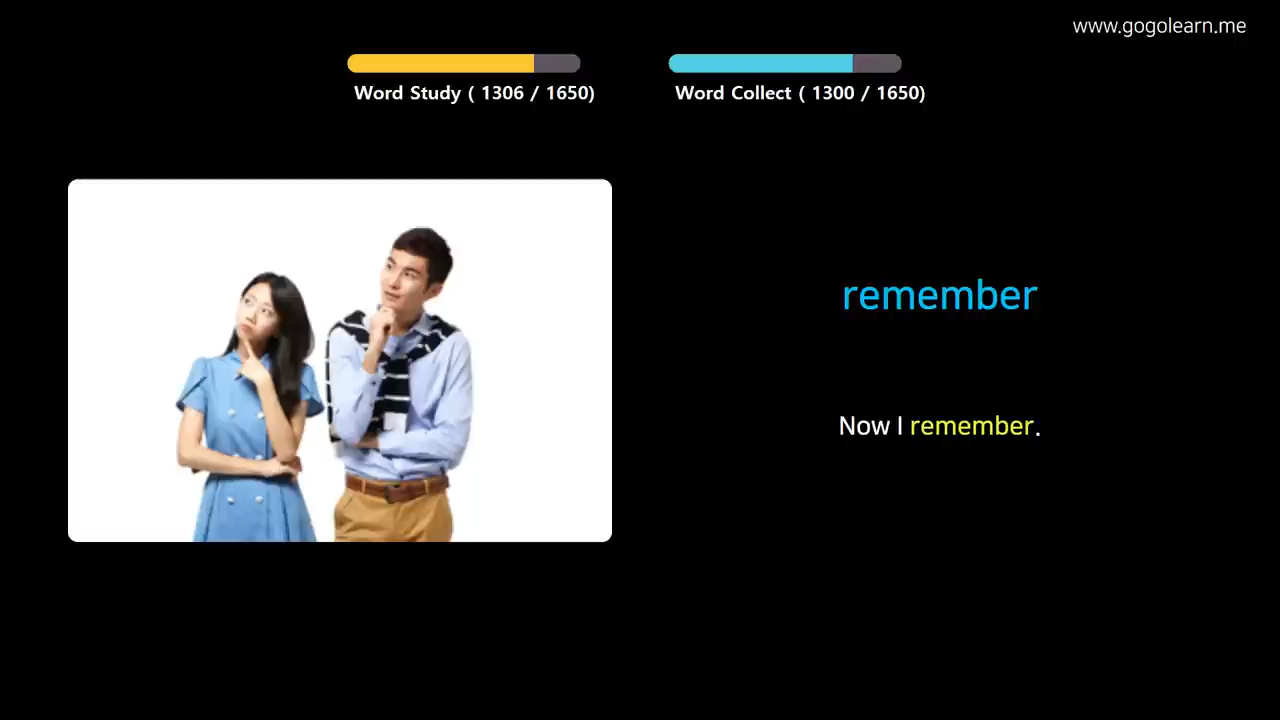 www.gogolearn.me
Word Study ( 1306 / 1650)
Word Collect ( 1300 / 1650)
remember
Now I remember.